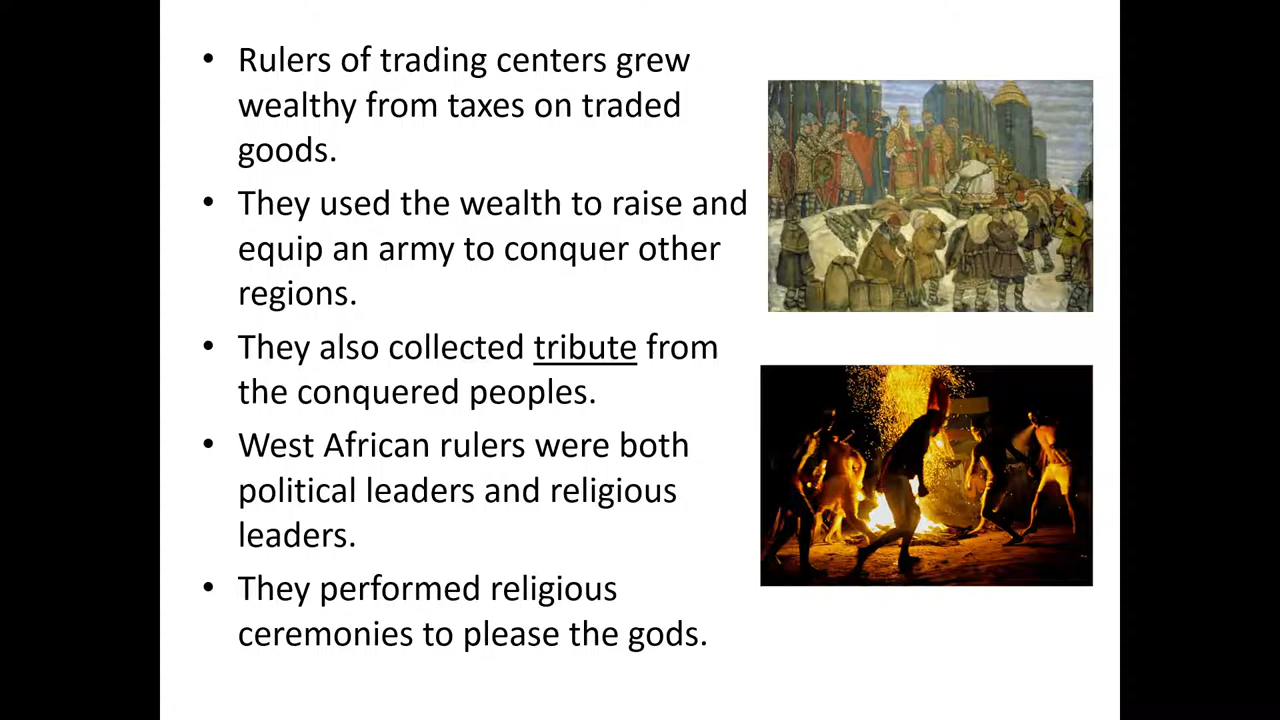 • Rulers of trading centers grew
wealthy from taxes on traded
goods.
• They used the wealth to raise and
equip an army to conquer other
regions.
• They also collected tribute from
the conquered peoples.
• West African rulers were both
political leaders and religious
leaders.
• They performed religious
ceremonies to please the gods.